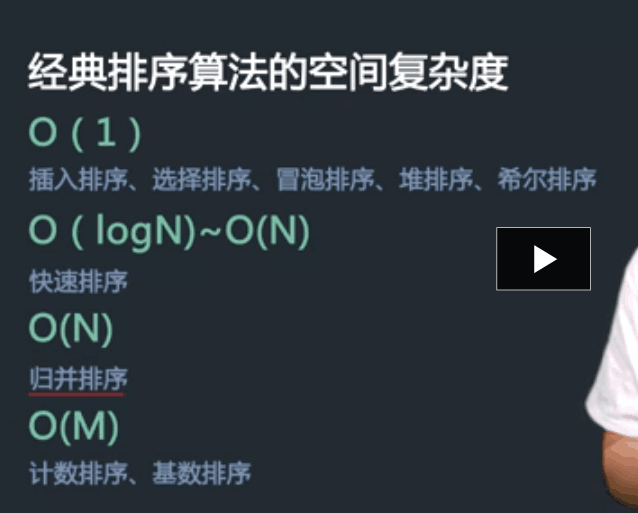 经典排序算法的空间复杂度
O ( 1 )
插入排序、选择排序、冒泡排序、堆排序、希尔排序
O ( logN)~O(N)
快速排序
O(N)
归并排序
O(M)
计数排序、基数排序